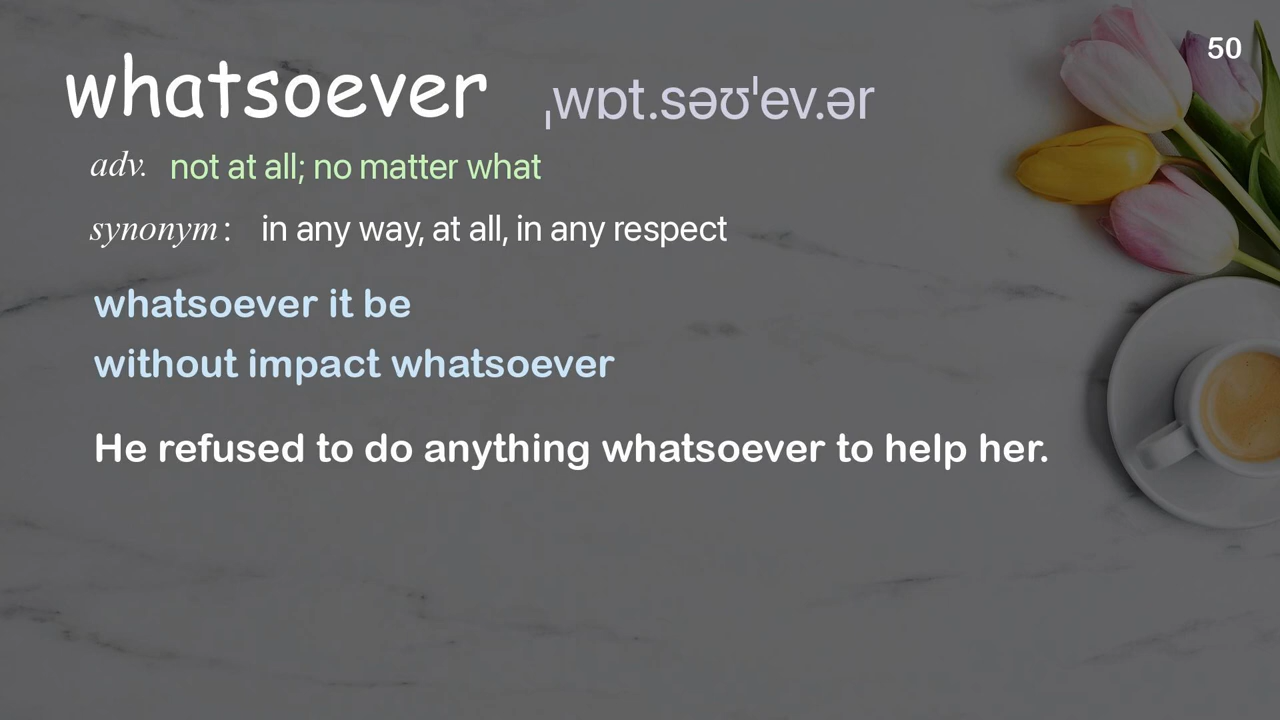 50
whatsoever ˌwɒt.səʊˈev.ər
adv. not at all; no matter what
synonym: in any way, at all, in any respect
whatsoever it be
without impact whatsoever
He refused to do anything whatsoever to help her.